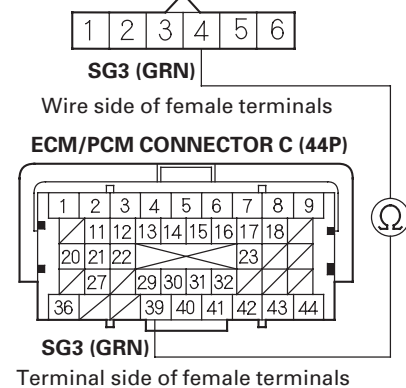 1 2 3 4 5 6
SG3 (GRN)
Wire side of female terminals
ECM/PCM CONNECTOR C (44P)
1 2 3 4 5 6 7 8 9
11 12 13 14 15 16 17 18
20 21 22 23
27 29 30 31 32
36 39 40 41 42 43 44
Ω
SG3 (GRN)
Terminal side of female terminals